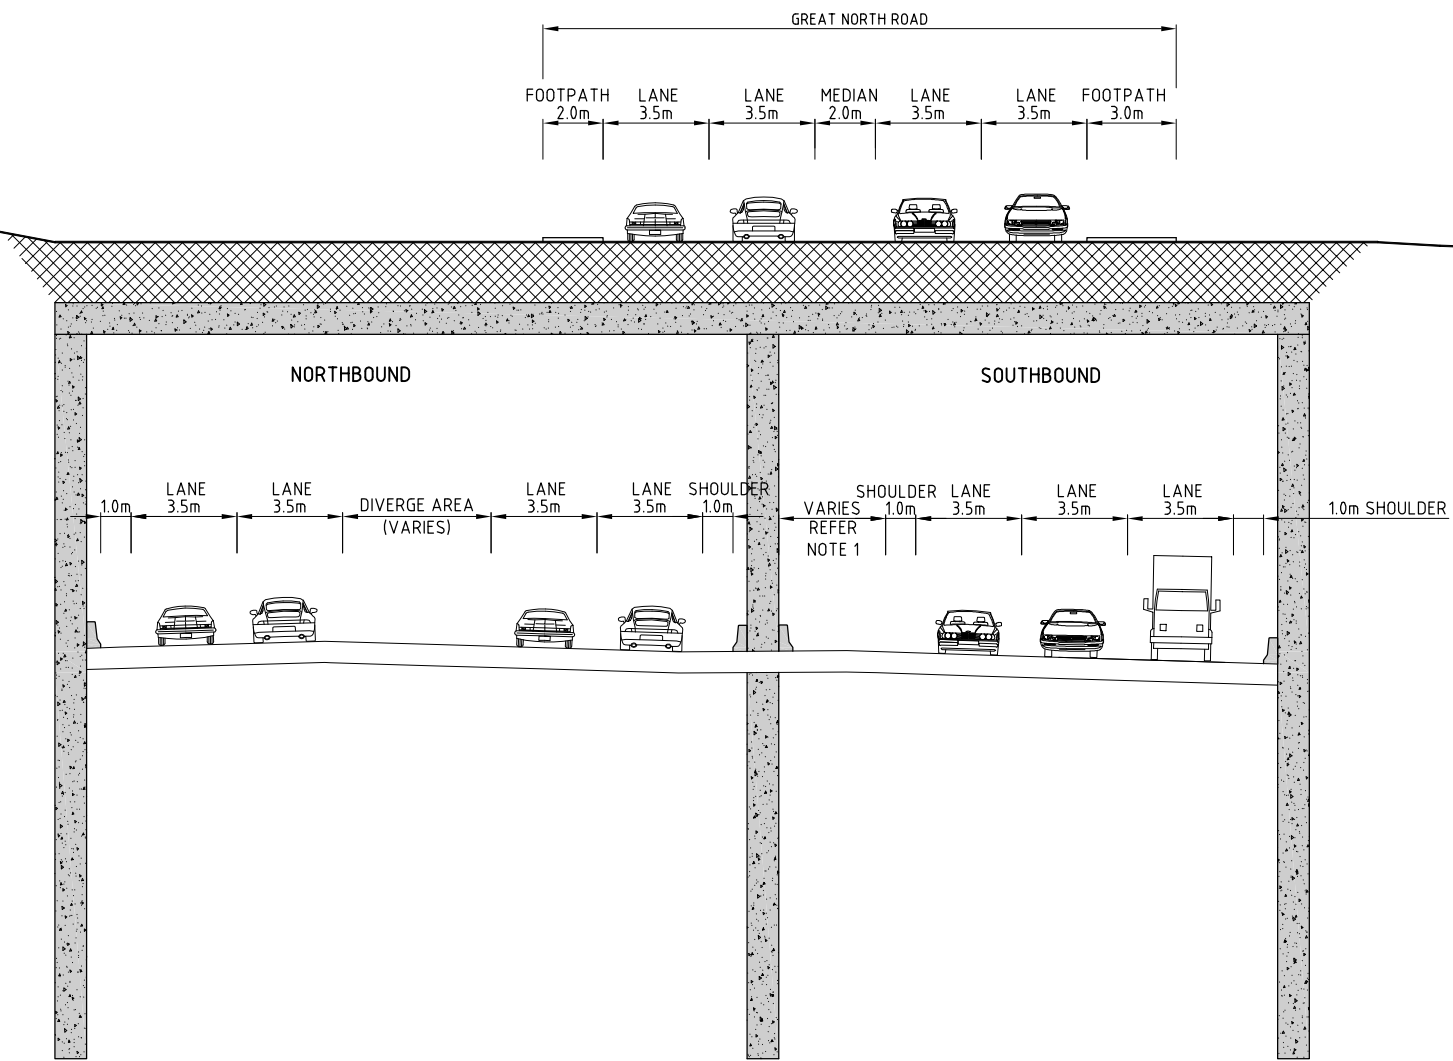 GREAT NORTH ROAD
FOOTPATH LANE LANE MEDIAN LANE LANE FOOTPATH
2.0m 3.5m 3.5m 2.0m 3.5m 3.5m 3.0m
NORTHBOUND SOUTHBOUND
LANE LANE LANE LANE SHOULDER SHOULDER LANE LANE LANE
1.0m 3.5m 3.5m DIVERGE AREA 3.5m 3.5m 1.0m VARIES 1.0m 3.5m 3.5m 3.5m 1.0m SHOULDER
(VARIES) REFER
NOTE 1